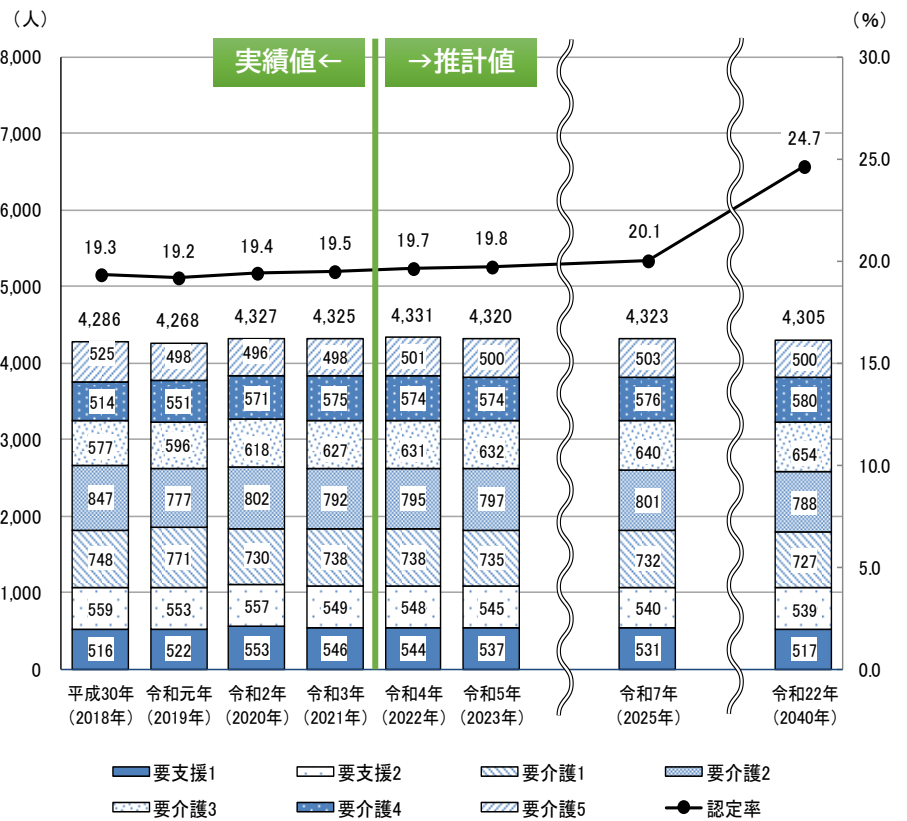 （人）
（%）
実績値←
→推計値
8,000
7,000
6,000
5,000
4,000
3,000
2,000
1,000
0
30.0
25.0
20.0
15.0
10.0
5.0
0.0
19.3 19.2 19.4 19.5 19.7 19.8 20.1 24.7
4,286 4,268 4,327 4,325 4,331 4,320 4,323 4,305
525 498 496 498 501 500 503 500
514 551 571 575 574 574 576 580
577 596 618 627 631 632 640 654
847 777 802 792 795 797 801 788
748 771 730 738 738 735 732 727
559 553 557 549 548 545 540 539
516 522 553 546 544 537 531 517
平成30年 令和元年 令和2年 令和3年 令和4年 令和5年 令和7年 令和22年
（2018年） （2019年） （2020年） （2021年） （2022年） （2023年） （2025年） （2040年）
要支援1 要支援2 要介護1 要介護2
要介護3 要介護4 要介護5 認定率